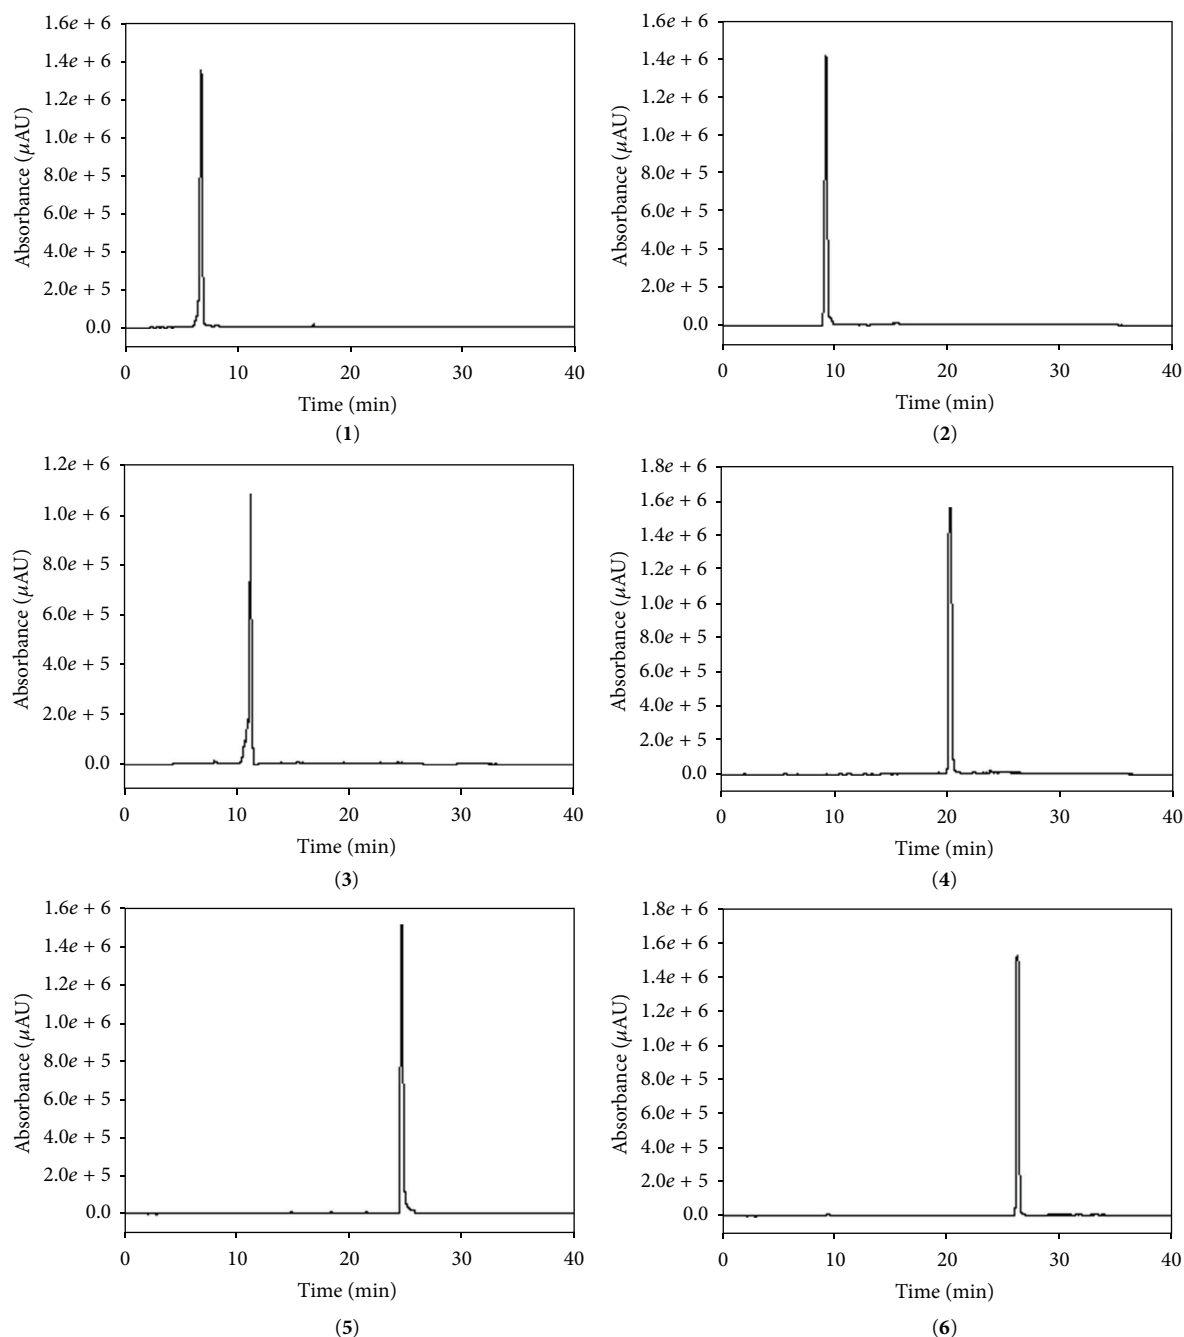 1.6e + 6
1.4e + 6
1.2e + 6
1.0e + 6
8.0e + 5
6.0e + 5
4.0e + 5
2.0e + 5
0.0
Absorbance (μAU)
0 10 20 30 40
Time (min)
(1)
1.6e + 6
1.4e + 6
1.2e + 6
1.0e + 6
8.0e + 5
6.0e + 5
4.0e + 5
2.0e + 5
0.0
Absorbance (μAU)
0 10 20 30 40
Time (min)
(2)
1.2e + 6
1.0e + 6
8.0e + 5
6.0e + 5
4.0e + 5
2.0e + 5
0.0
Absorbance (μAU)
0 10 20 30 40
Time (min)
(3)
1.8e + 6
1.6e + 6
1.4e + 6
1.2e + 6
1.0e + 6
8.0e + 5
6.0e + 5
4.0e + 5
2.0e + 5
0.0
Absorbance (μAU)
0 10 20 30 40
Time (min)
(4)
1.6e + 6
1.4e + 6
1.2e + 6
1.0e + 6
8.0e + 5
6.0e + 5
4.0e + 5
2.0e + 5
0.0
Absorbance (μAU)
0 10 20 30 40
Time (min)
(5)
1.8e + 6
1.6e + 6
1.4e + 6
1.2e + 6
1.0e + 6
8.0e + 5
6.0e + 5
4.0e + 5
2.0e + 5
0.0
Absorbance (μAU)
0 10 20 30 40
Time (min)
(6)